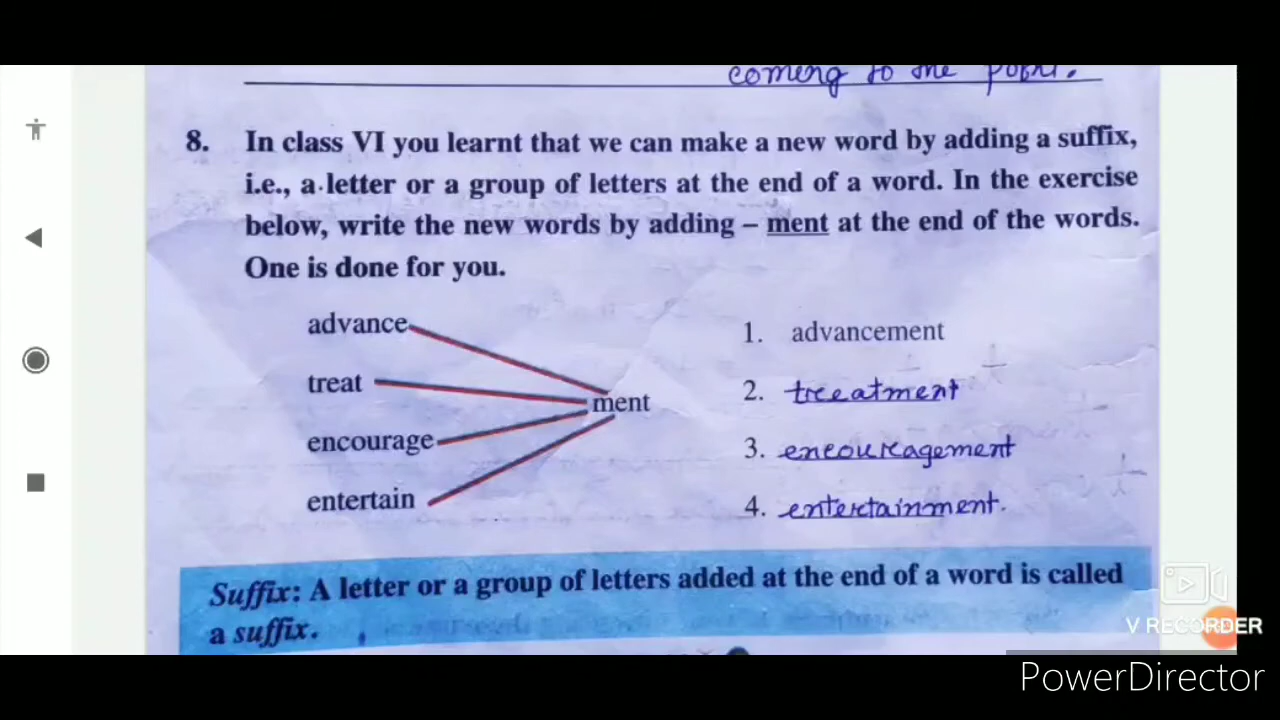 coming to the point.
8. In class VI you learnt that we can make a new word by adding a suffix,
i.e., a letter or a group of letters at the end of a word. In the exercise
below, write the new words by adding – ment at the end of the words.
One is done for you.
advance
treat
encourage
entertain
ment
1. advancement
2. treatment
3. encouragement
4. entertainment.
Suffix: A letter or a group of letters added at the end of a word is called
a suffix.
V RECORDER
PowerDirector